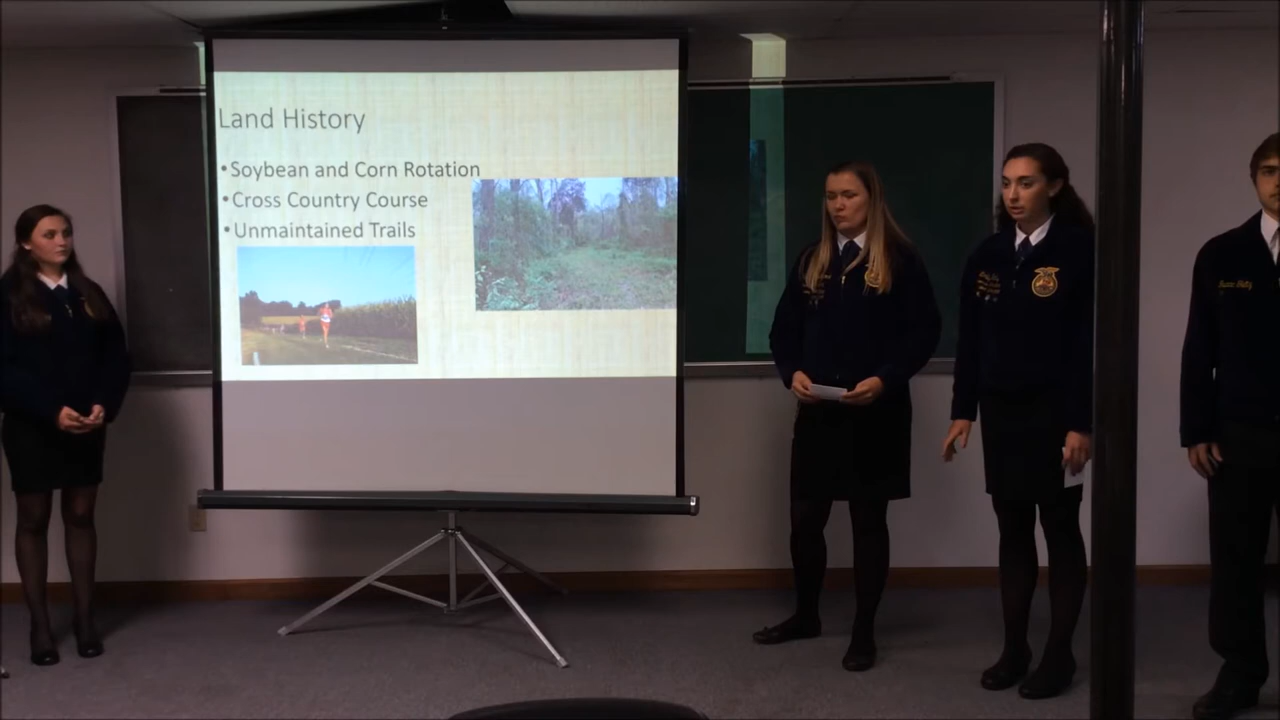 Land History
•Soybean and Corn Rotation
•Cross Country Course
•Unmaintained Trails